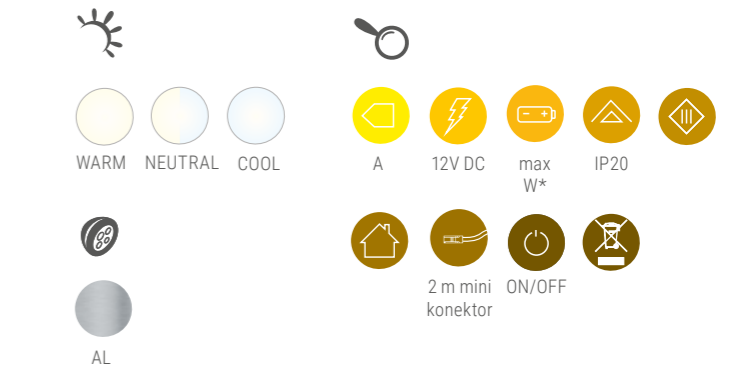 WARM NEUTRAL COOL
A 12V DC max IP20
W*
2 m mini ON/OFF
konektor
AL